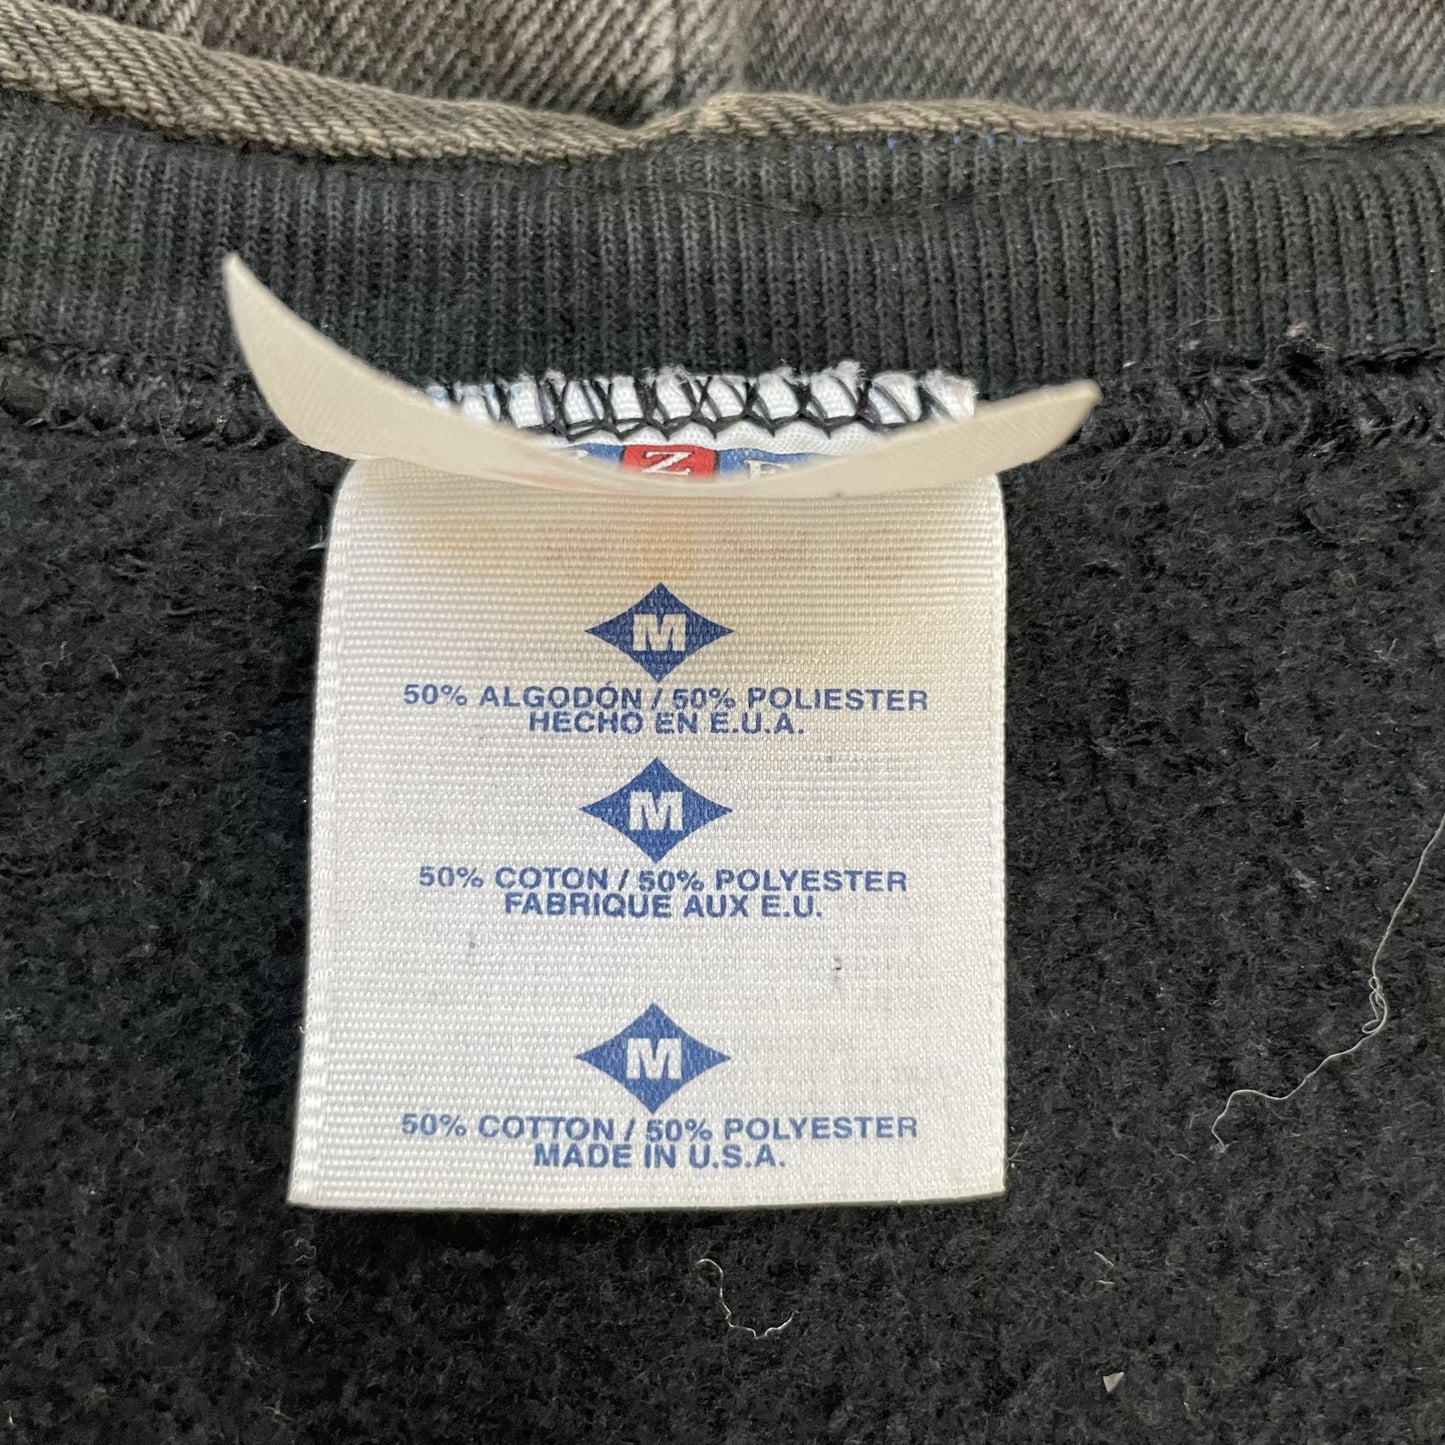 Z
M
50% ALGODÓN / 50% POLIESTER
HECHO EN E.U.A.
M
50% COTON / 50% POLYESTER
FABRIQUE AUX E.U.
M
50% COTTON / 50% POLYESTER
MADE IN U.S.A.